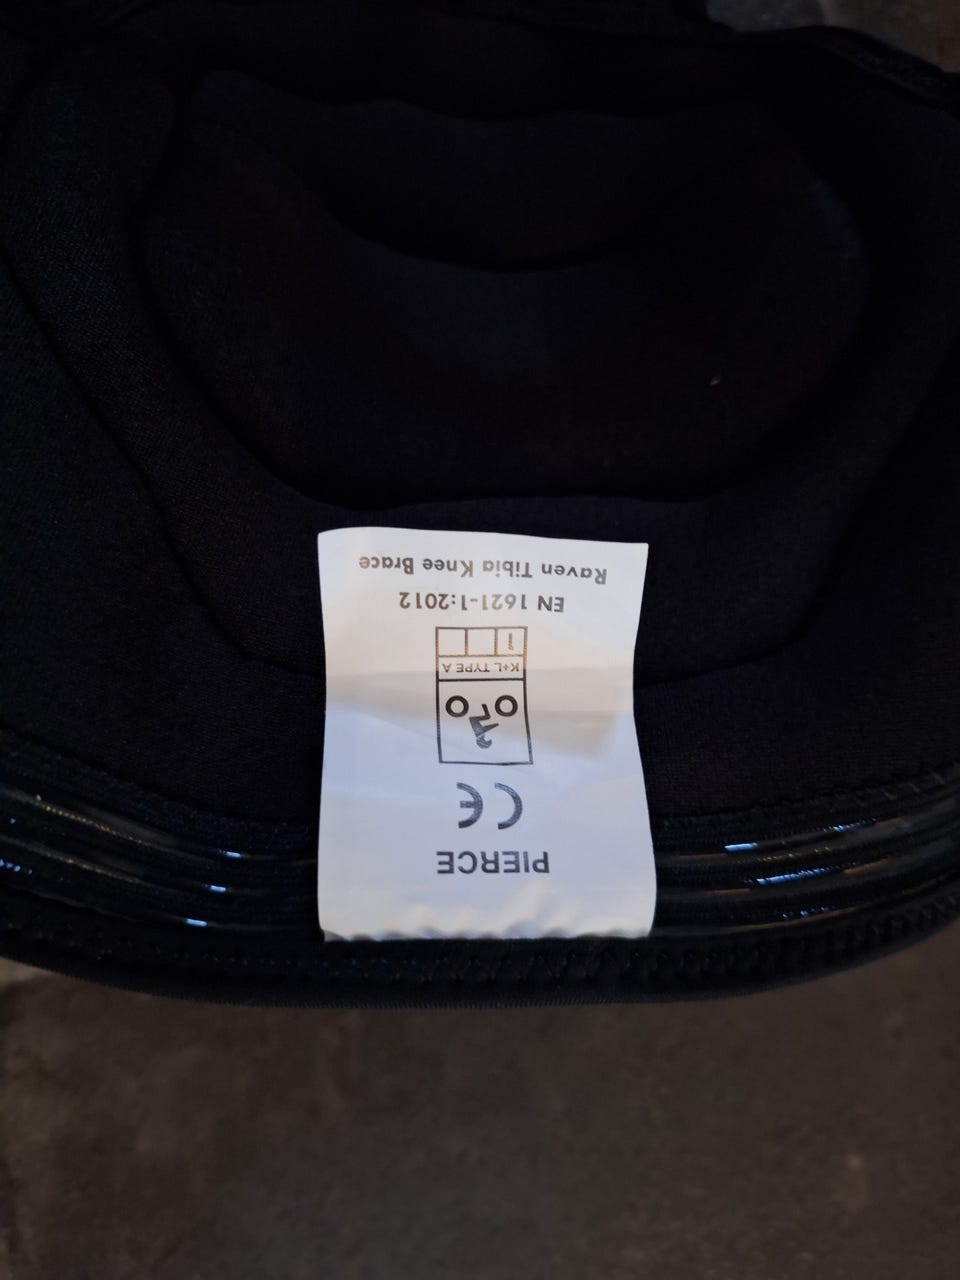 PIERCE
CE
K+L TYPE A
1
EN 1621-1:2012
Raven Tibia Knee Brace